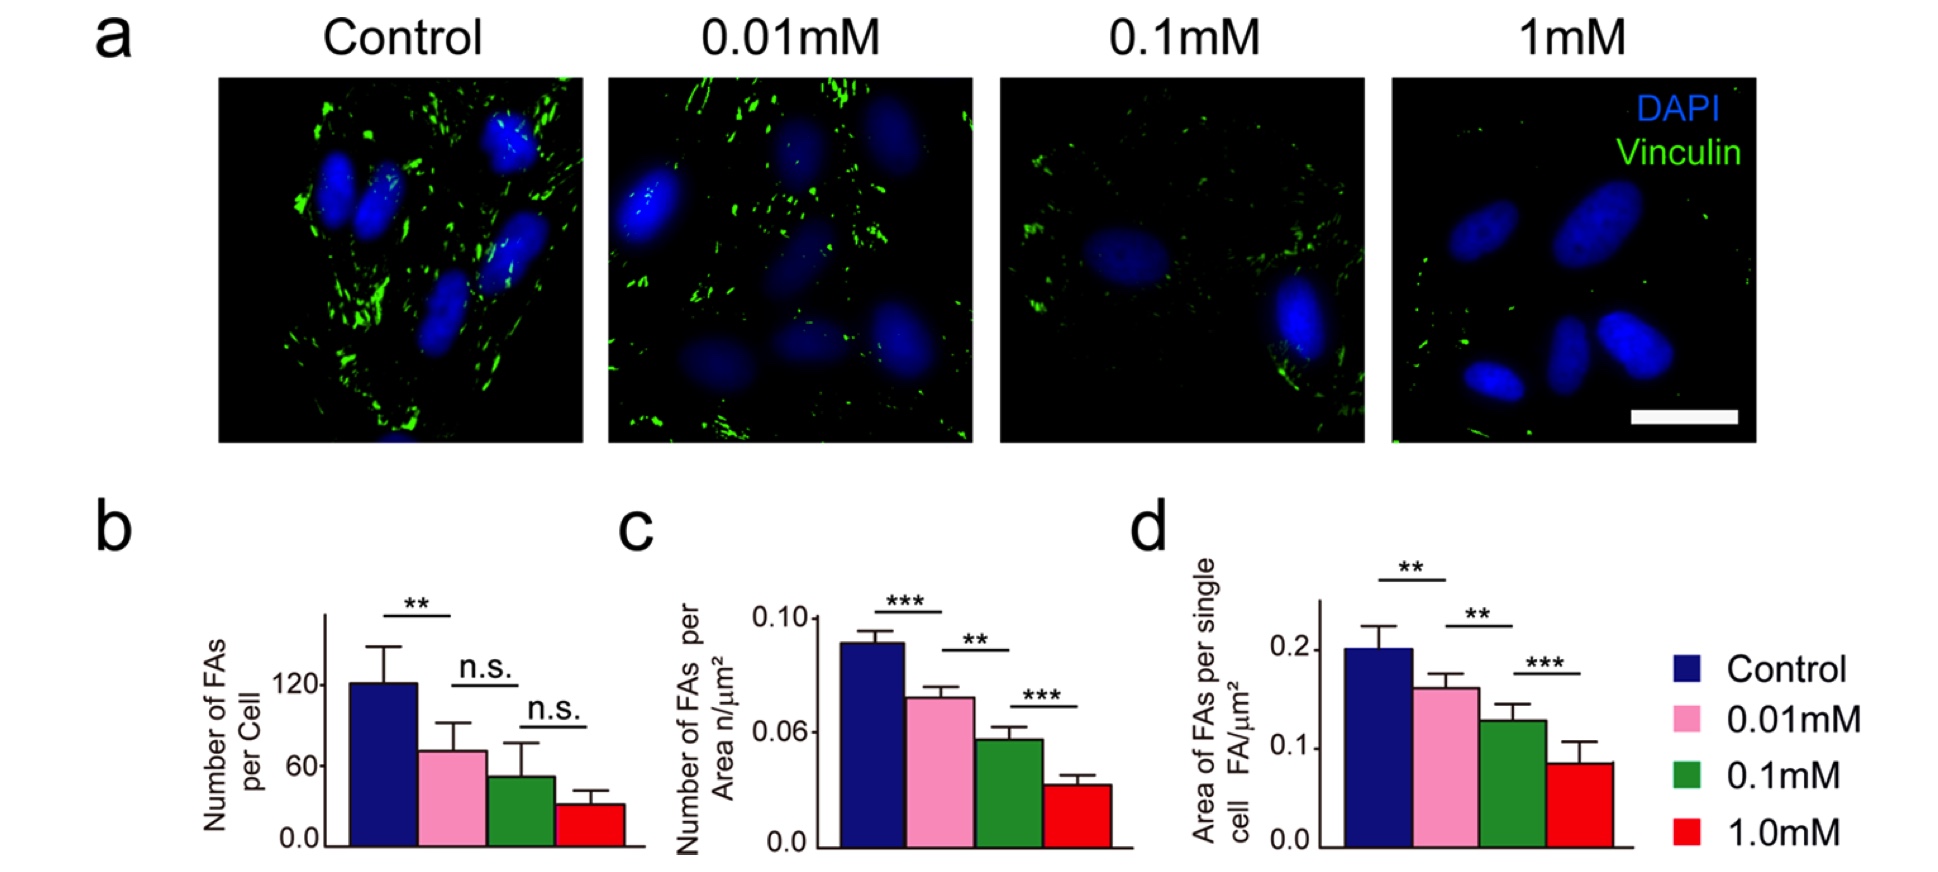 a
Control 0.01mM 0.1mM 1mM
DAPI
Vinculin
b
Number of FAs
per Cell
120
60
0.0
**
n.s.
n.s.
c
Number of FAs per
Area n/µm²
0.10
0.06
0.0
***
**
***
d
Area of FAs per single
cell FA/µm²
0.2
0.1
0.0
**
**
***
Control
0.01mM
0.1mM
1.0mM